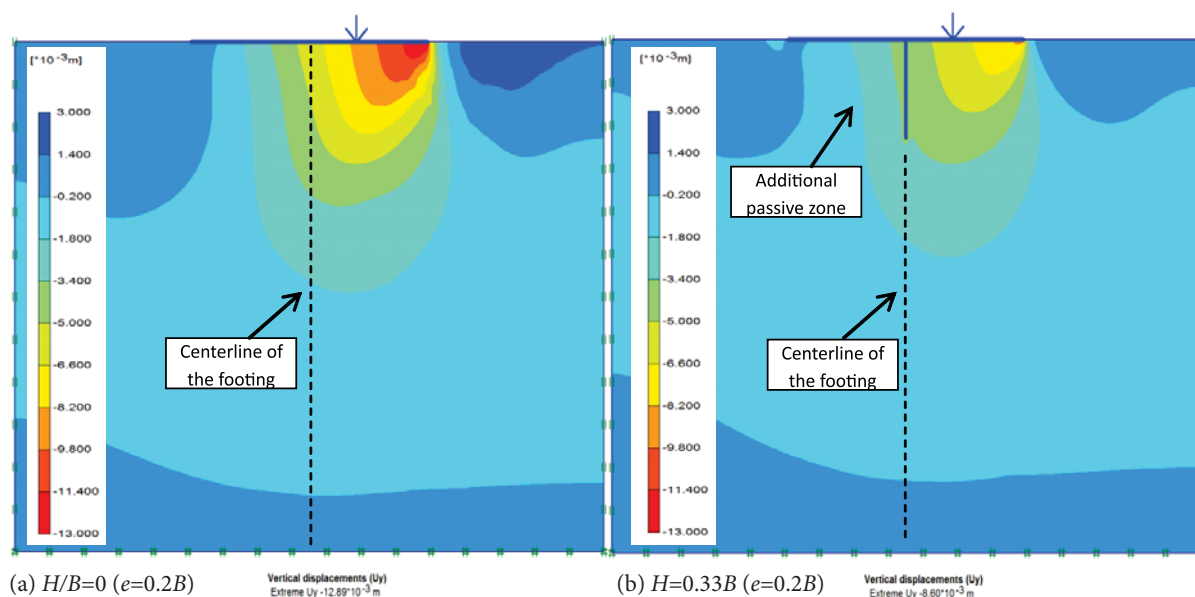 [*10 -3 m]
3.000
1.400
-0.200
-1.800
-3.400
-5.000
-6.600
-8.200
-9.800
-11.400
-13.000
Centerline of
the footing
(a) H/B=0 (e=0.2B)
Vertical displacements (Uy)
Extreme Uy -12.89*10-3 m
[*10 -3 m]
3.000
1.400
-0.200
-1.800
-3.400
-5.000
-6.600
-8.200
-9.800
-11.400
-13.000
Additional
passive zone
Centerline of
the footing
(b) H=0.33B (e=0.2B)
Vertical displacements (Uy)
Extreme Uy -8.60*10-3 m